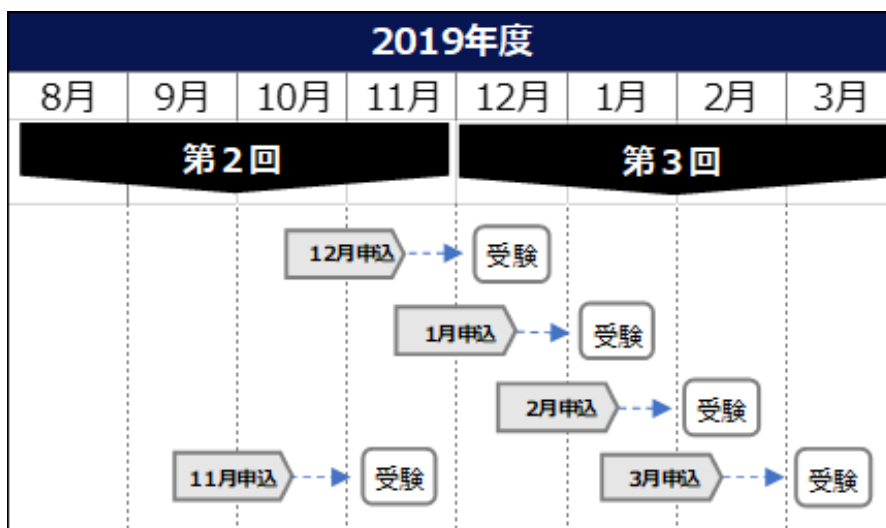 2019年度
8月 9月 10月 11月 12月 1月 2月 3月
第2回 第3回
12月申込 受験
1月申込 受験
2月申込 受験
11月申込 受験 3月申込 受験